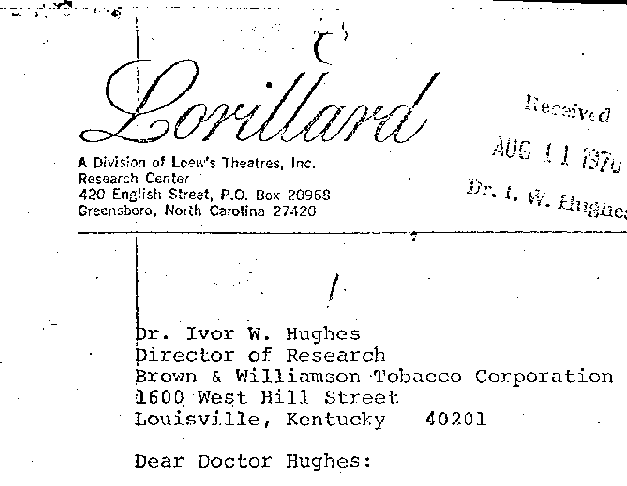 Lorillard
Received
AUG 11 1970
Dr. I. W. Hughes
A Division of Loew's Theatres, Inc.
Research Center
420 English Street, P.O. Box 20968
Greensboro, North Carolina 27420
Dr. Ivor W. Hughes
Director of Research
Brown & Williamson Tobacco Corporation
1600 West Hill Street
Louisville, Kentucky 40201
Dear Doctor Hughes: